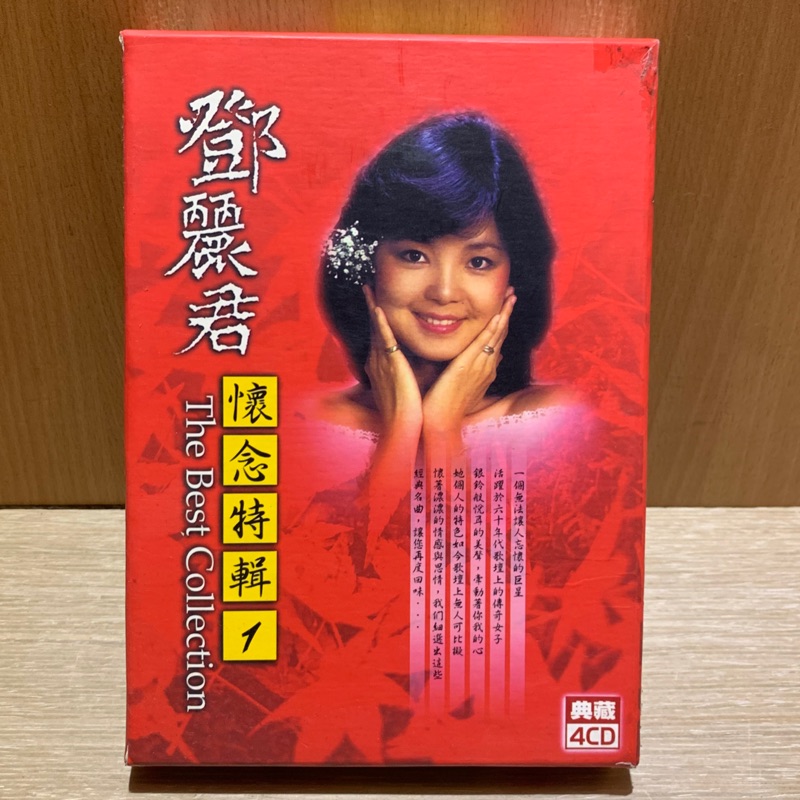 鄧麗君
懷念特輯1
The Best Collection
一個無法讓人忘懷的巨星
活躍於六十年代歌壇上的傳奇女子
銀鈴般悅耳的美聲，牽動著你我的心
她個人的特色如今歌壇上無人可比擬
懷著濃濃的情感與思情，我們細選出這些
經典名曲，讓您再度回味....
典藏
4CD